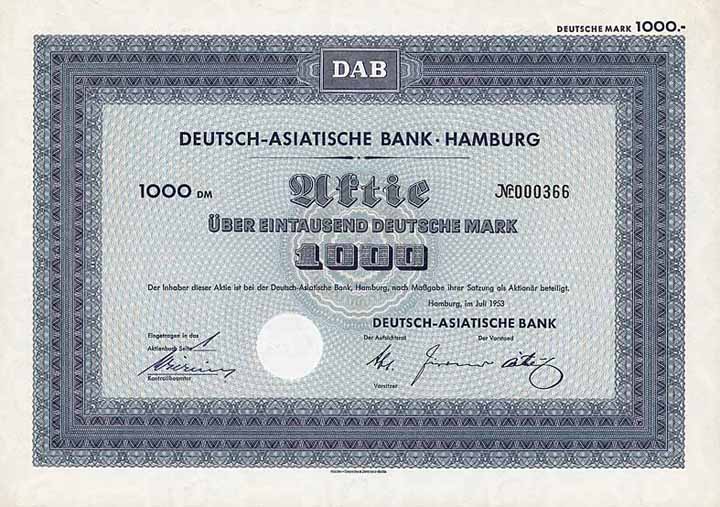 DEUTSCHE MARK 1000.-
DAB
DEUTSCH-ASIATISCHE BANK · HAMBURG
1000 DM Aktie № 000366
ÜBER EINTAUSEND DEUTSCHE MARK
1000
Der Inhaber dieser Aktie ist bei der Deutsch-Asiatische Bank, Hamburg, nach Maßgabe ihrer Satzung als Aktionär beteiligt.
Hamburg, im Juli 1953
DEUTSCH-ASIATISCHE BANK
Eingetragen in das
Aktienbuch Seite 1
Kontrollbeamter
Der Aufsichtsrat Der Vorstand
Vorsitzer